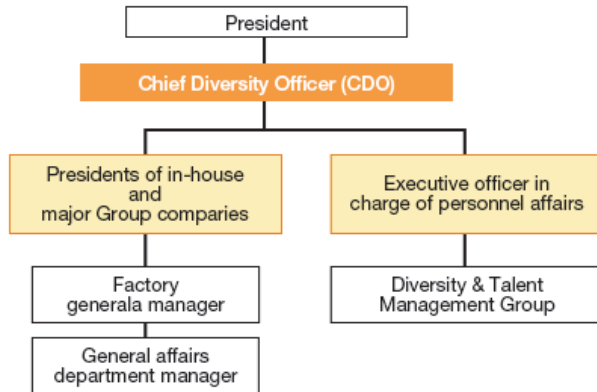 President
Chief Diversity Officer (CDO)
Presidents of in-house
and
major Group comparies
Executive officer in
charge of personnel affairs
Factory
generala manager
Diversity & Talent
Management Group
General affairs
department manager